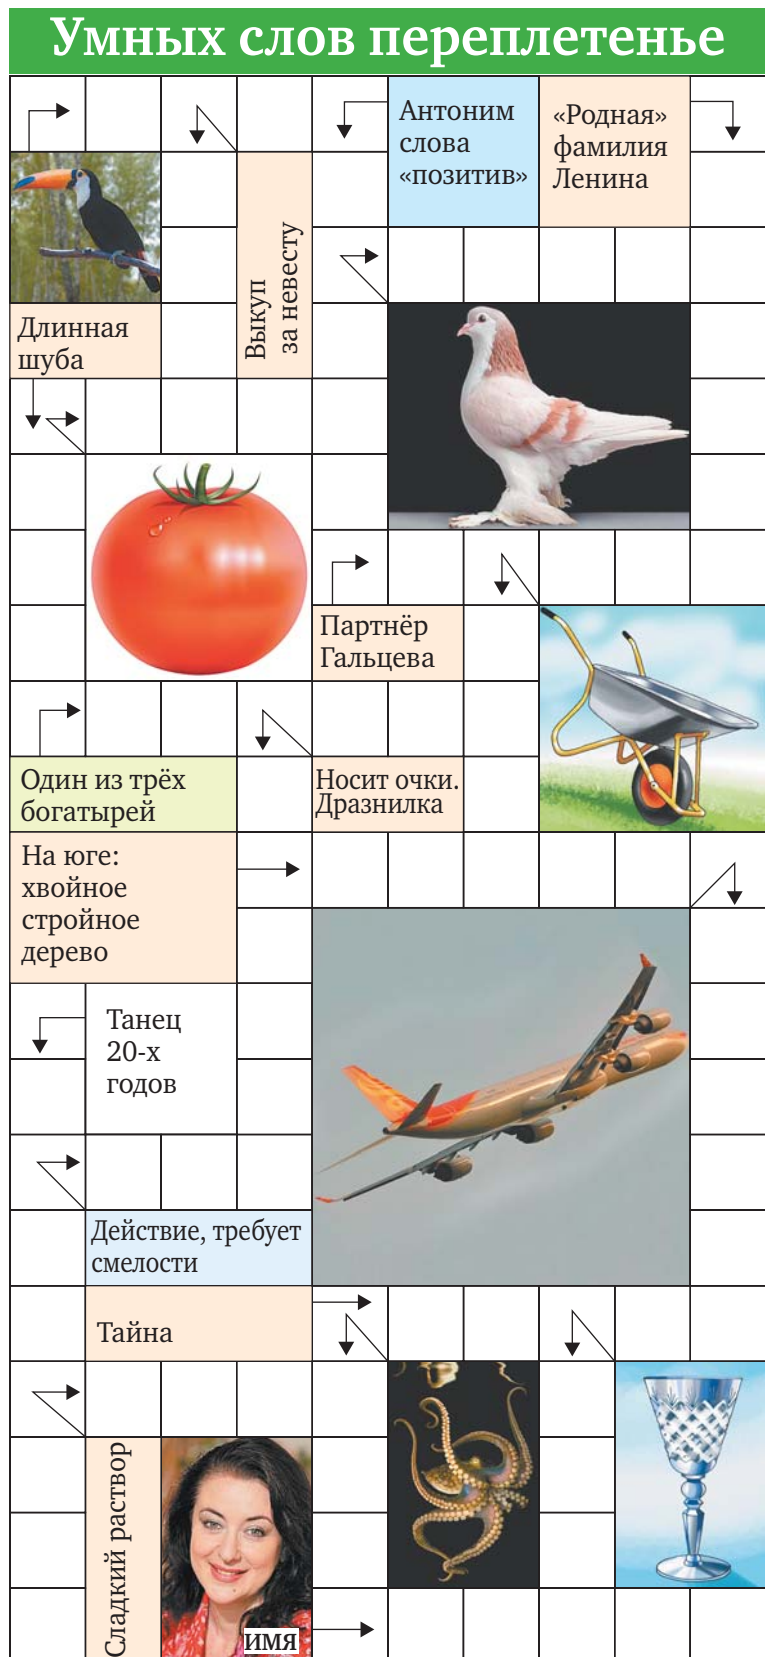 Умных слов переплетенье
Антоним
слова
«позитив»
«Родная»
фамилия
Ленина
Выкуп
за невесту
Длинная
шуба
Партнёр
Гальцева
Один из трёх
богатырей
Носит очки.
Дразнилка
На юге:
хвойное
стройное
дерево
Танец
20-х
годов
Действие, требует
смелости
Тайна
Сладкий раствор
ИМЯ